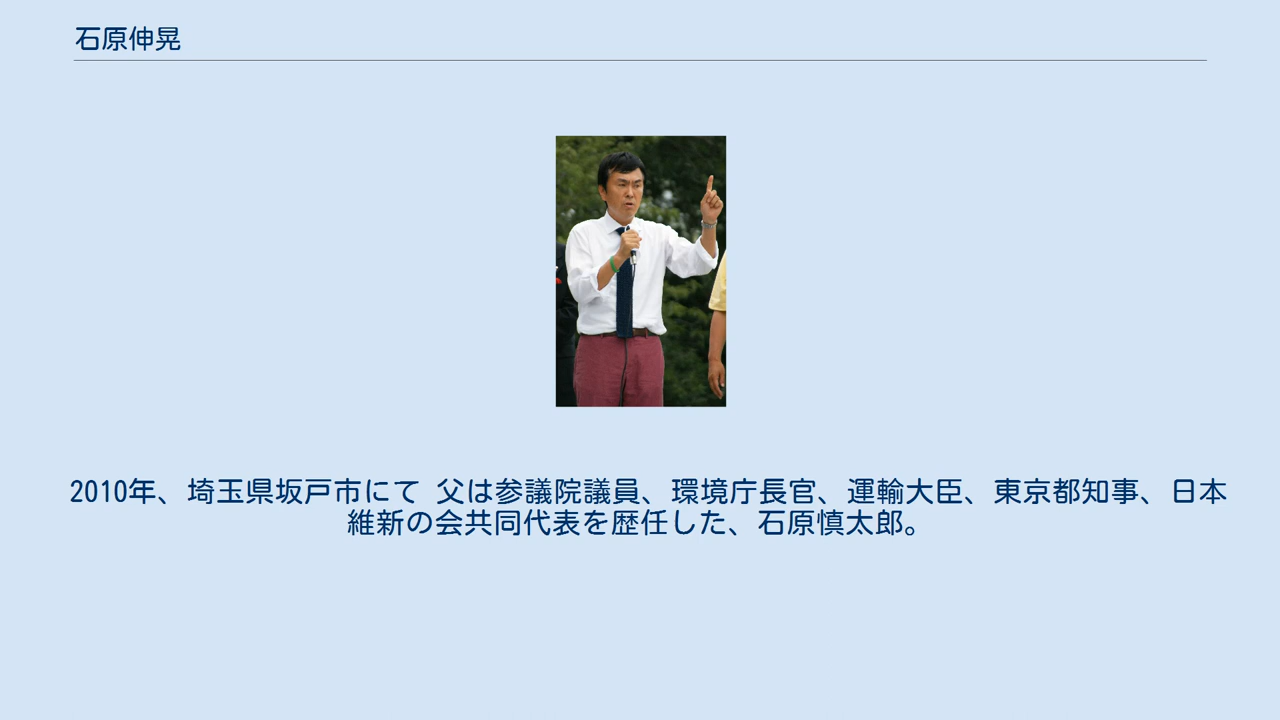 石原伸晃
2010年、埼玉県坂戸市にて 父は参議院議員、環境庁長官、運輸大臣、東京都知事、日本
維新の会共同代表を歴任した、石原慎太郎。